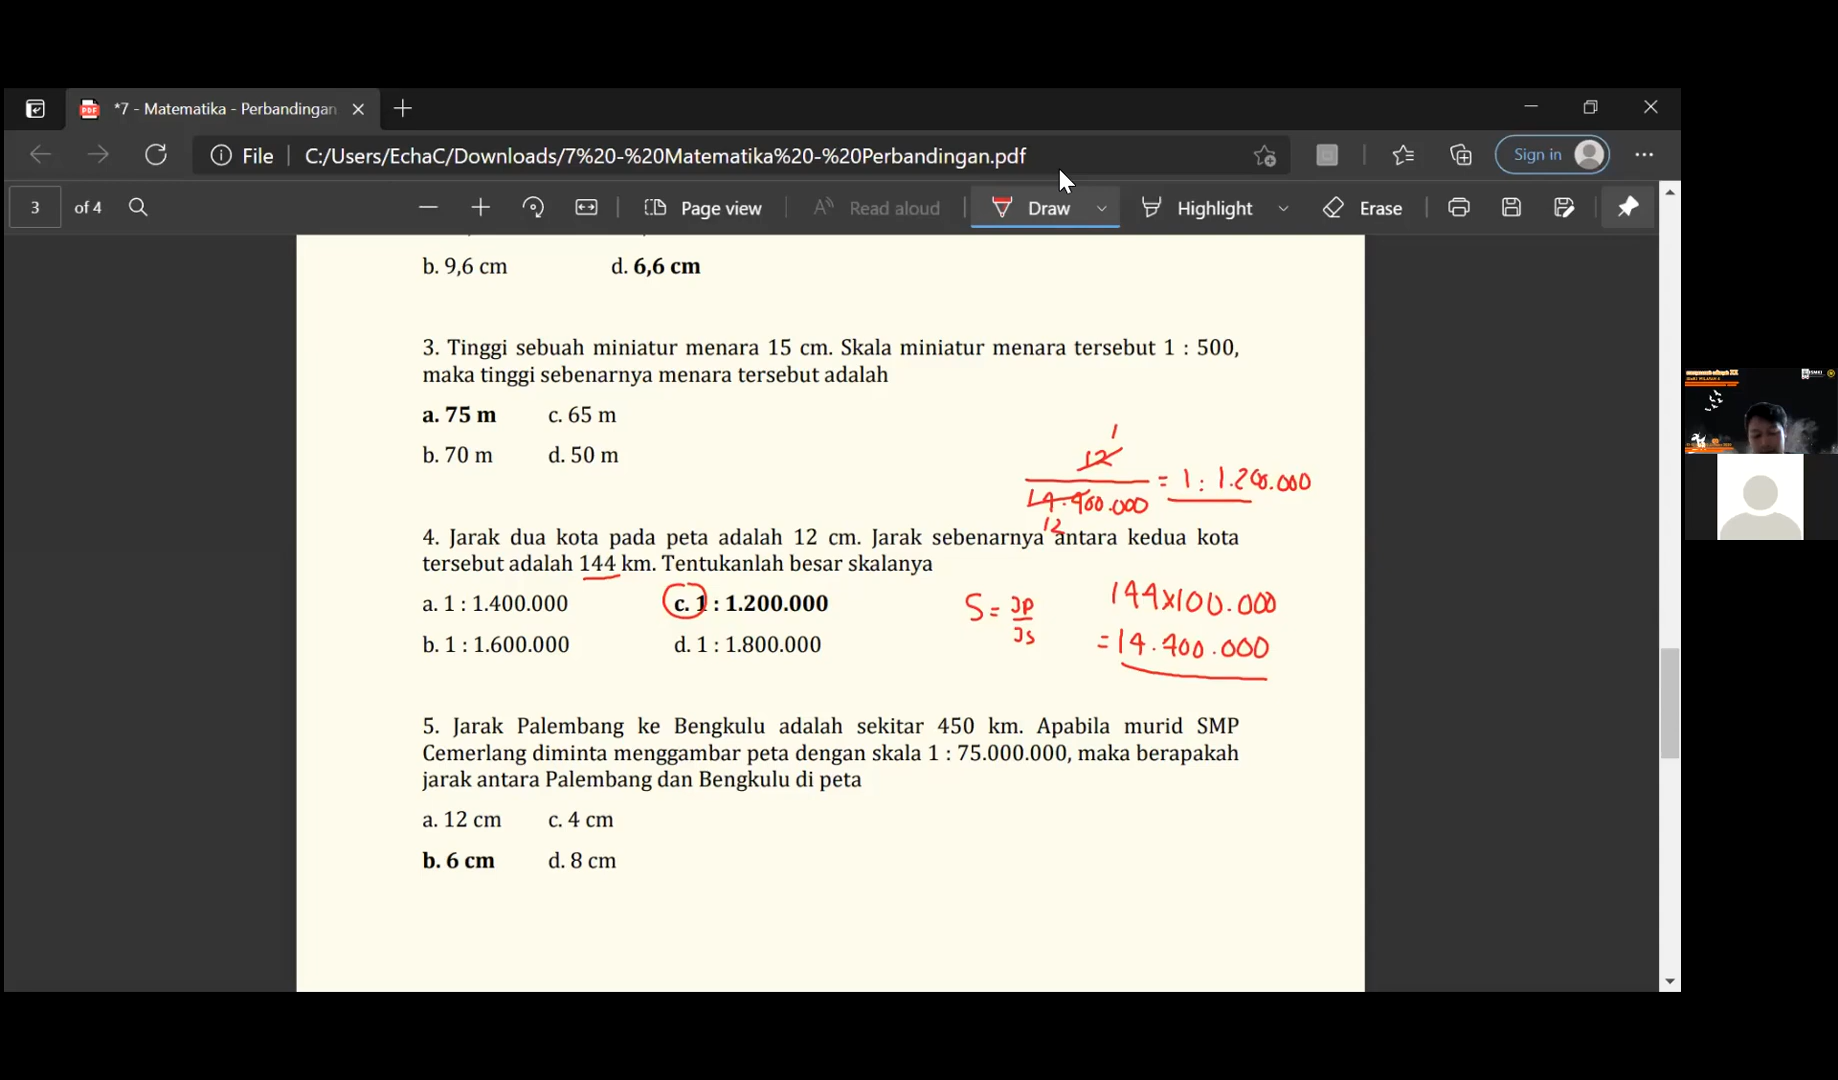 *7 - Matematika - Perbandingan
File
C:/Users/EchaC/Downloads/7%20-%20Matematika%20-%20Perbandingan.pdf
Sign in
3 of 4
Page view
Read aloud
Draw
Highlight
Erase
b. 9,6 cm d. 6,6 cm
3. Tinggi sebuah miniatur menara 15 cm. Skala miniatur menara tersebut 1 : 500,
maka tinggi sebenarnya menara tersebut adalah
a. 75 m c. 65 m
b. 70 m d. 50 m
1
12
14.400.000
= 1 : 1.200.000
12
4. Jarak dua kota pada peta adalah 12 cm. Jarak sebenarnya antara kedua kota
tersebut adalah 144 km. Tentukanlah besar skalanya
a. 1 : 1.400.000 c. 1 : 1.200.000
b. 1 : 1.600.000 d. 1 : 1.800.000
S = JP
JS
144x100.000
= 14.400.000
5. Jarak Palembang ke Bengkulu adalah sekitar 450 km. Apabila murid SMP
Cemerlang diminta menggambar peta dengan skala 1 : 75.000.000, maka berapakah
jarak antara Palembang dan Bengkulu di peta
a. 12 cm c. 4 cm
b. 6 cm d. 8 cm